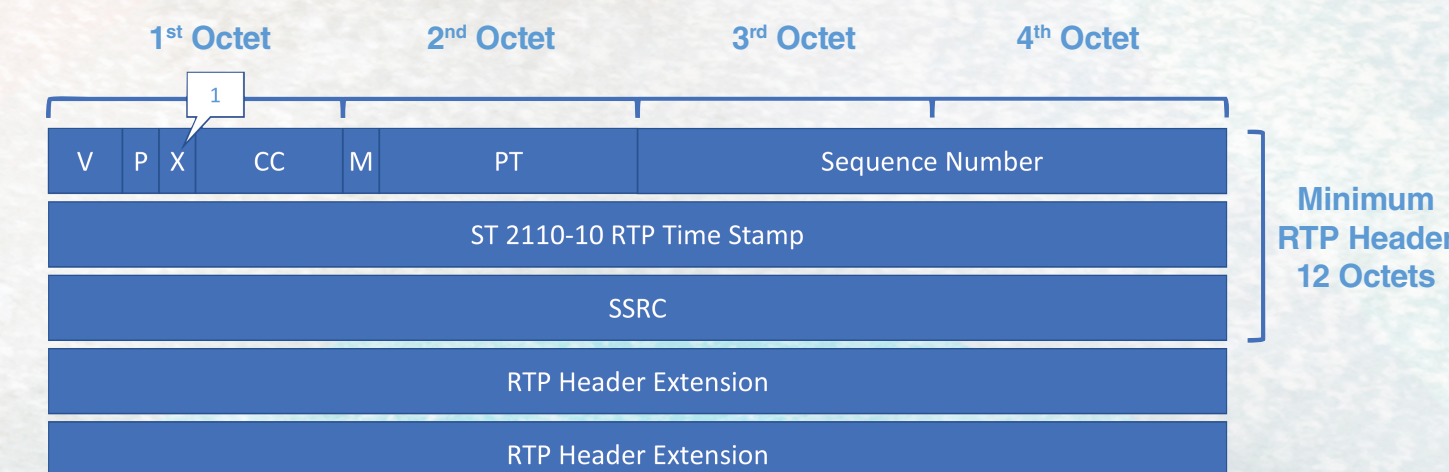 1st Octet 2nd Octet 3rd Octet 4th Octet
1
V P X CC M PT Sequence Number
ST 2110-10 RTP Time Stamp
SSRC
Minimum
RTP Header
12 Octets
RTP Header Extension
RTP Header Extension